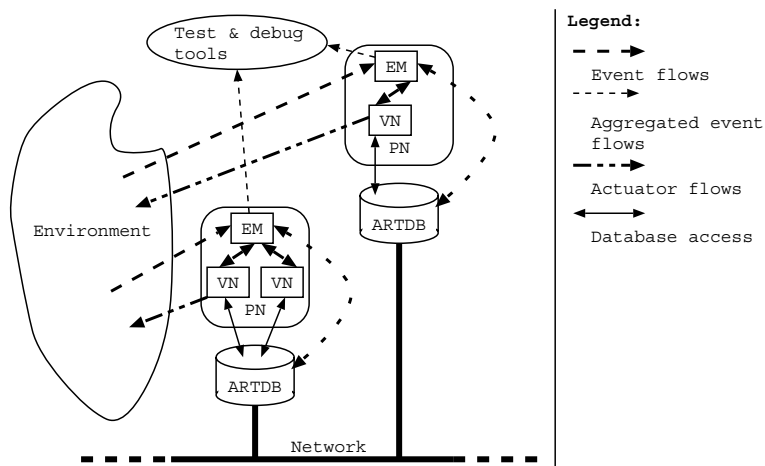 Test & debug
tools
EM
VN
PN
ARTDB
Environment
EM
VN VN
PN
ARTDB
Network
Legend:
Event flows
Aggregated event
flows
Actuator flows
Database access